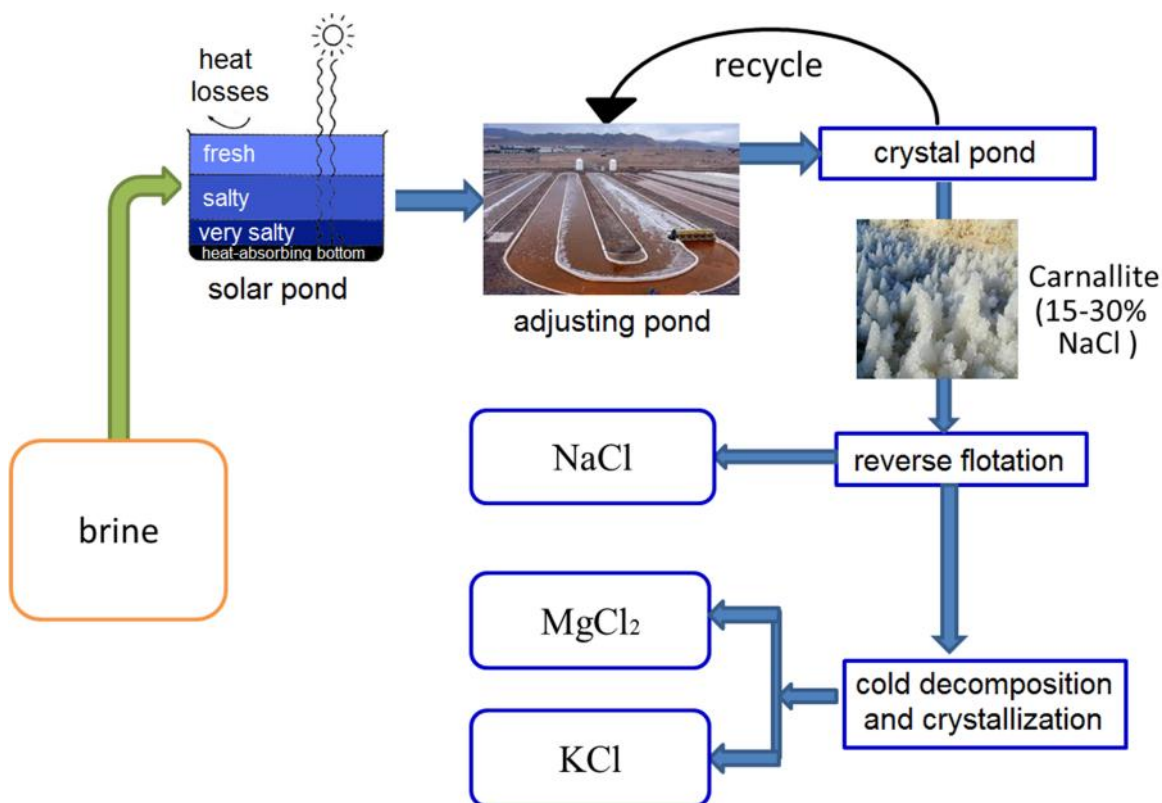 heat
losses
fresh
salty
very salty
heat-absorbing bottom
solar pond
adjusting pond
recycle
crystal pond
Carnallite
(15-30%
NaCl )
reverse flotation
NaCl
brine
MgCl₂
KCl
cold decomposition
and crystallization